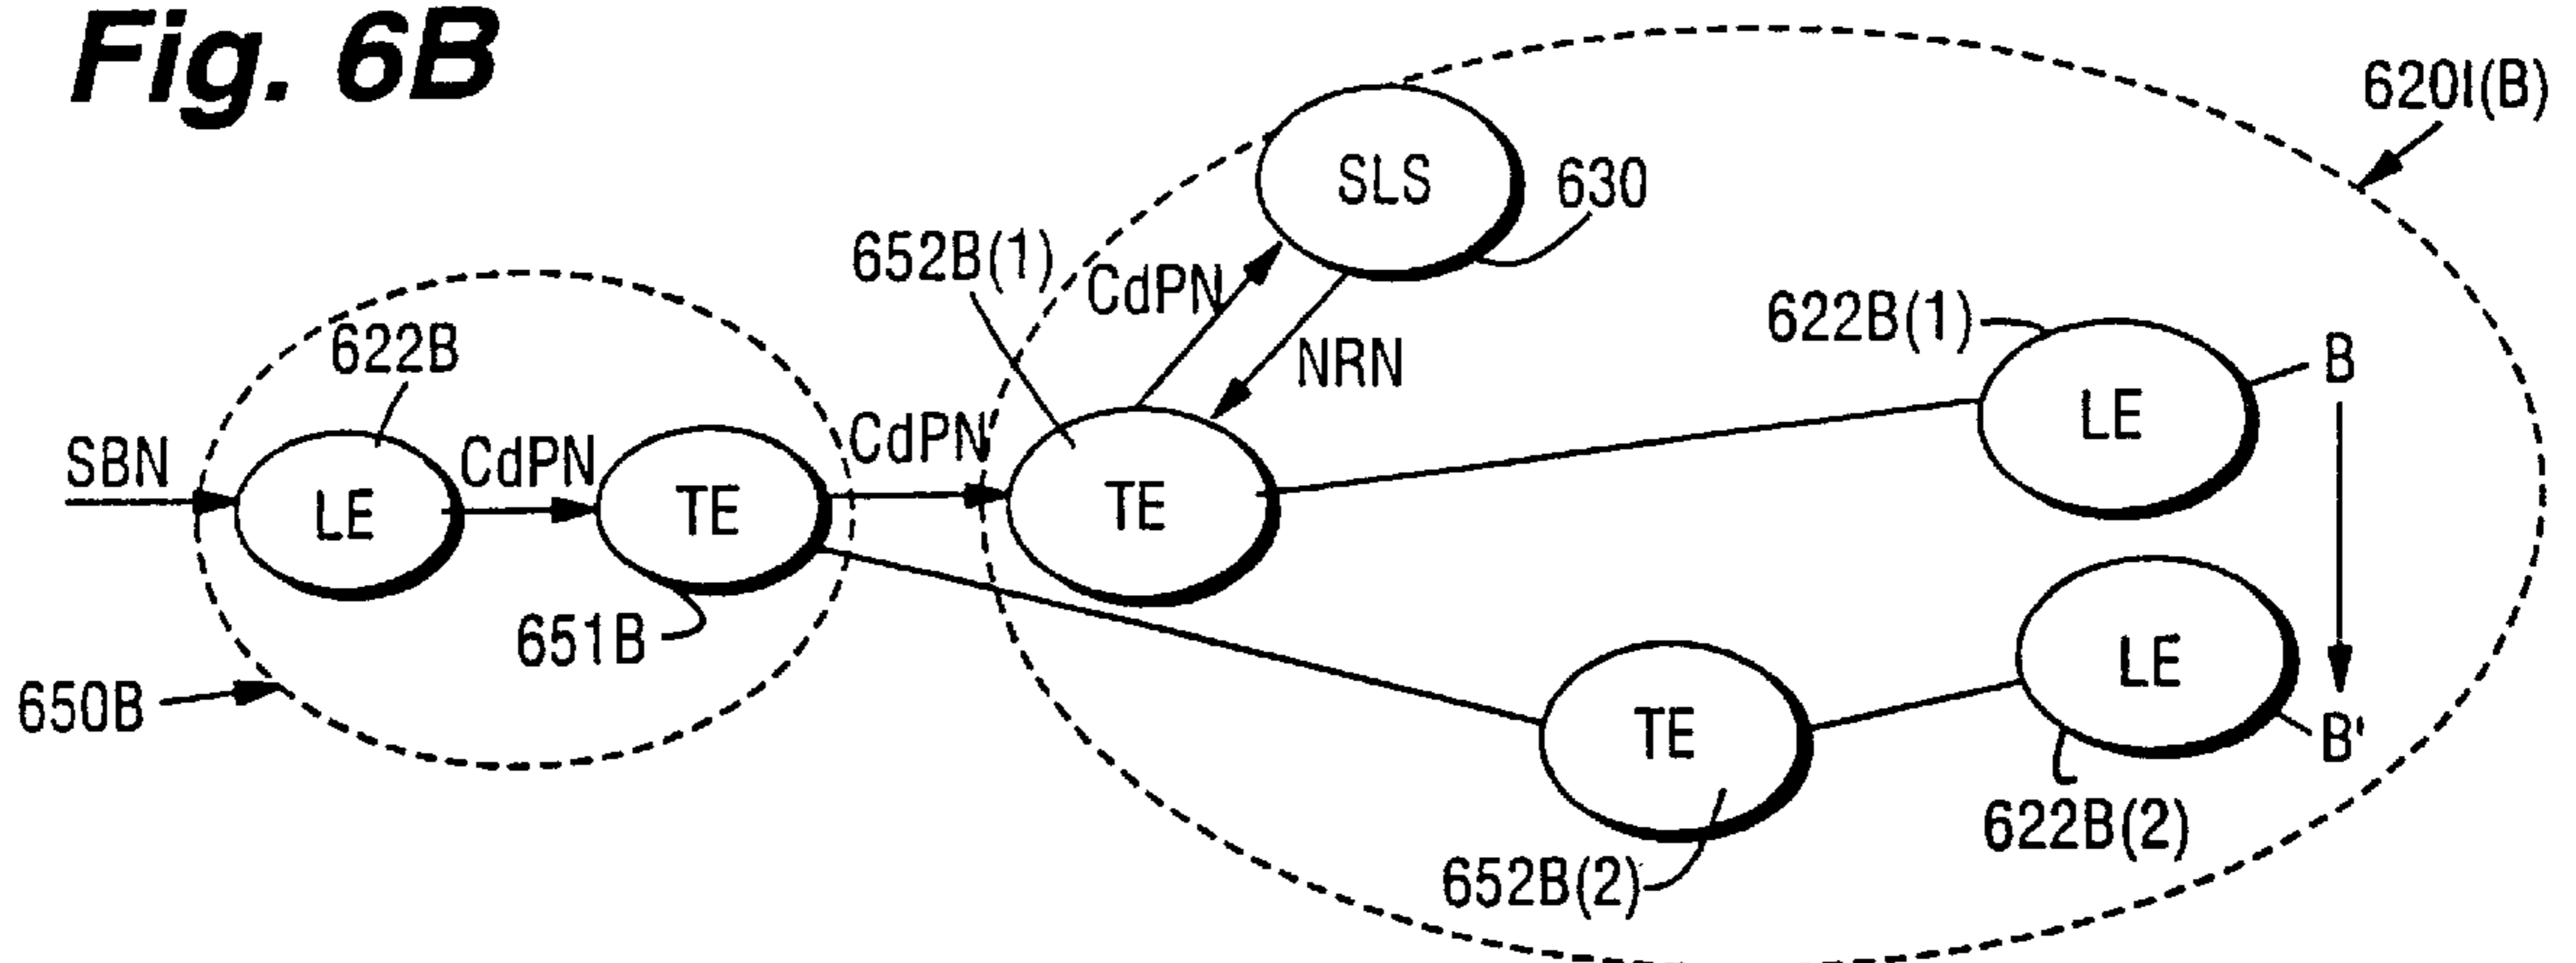 Fig. 6B
620I(B)
SLS
630
652B(1)
CdPN
NRN
622B(1)
B
LE
622B
SBN
LE
CdPN
TE
CdPN
TE
651B
650B
TE
LE
B'
622B(2)
652B(2)